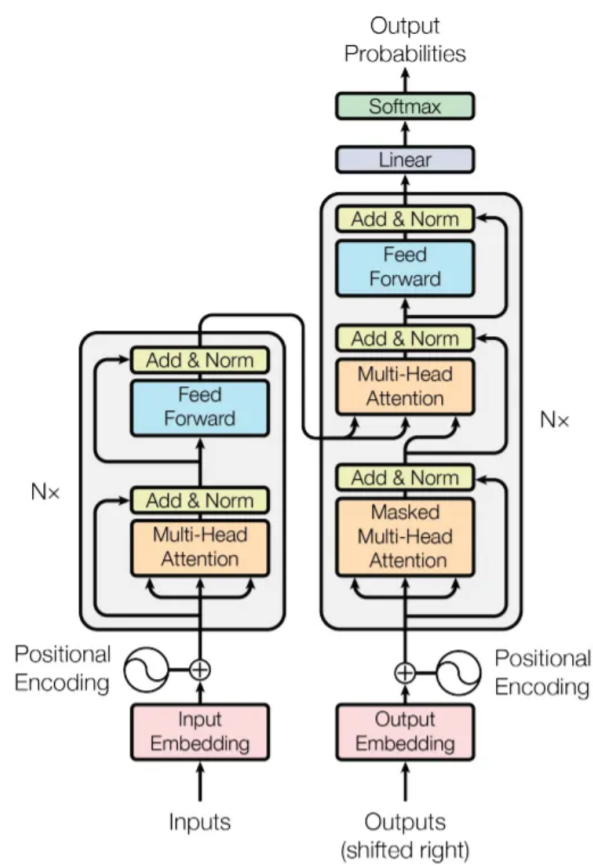 Output
Probabilities
Softmax
Linear
Add & Norm
Feed
Forward
Add & Norm
Multi-Head
Attention
Add & Norm
Masked
Multi-Head
Attention
N×
Add & Norm
Feed
Forward
Add & Norm
Multi-Head
Attention
N×
Positional
Encoding
Positional
Encoding
Input
Embedding
Output
Embedding
Inputs
Outputs
(shifted right)